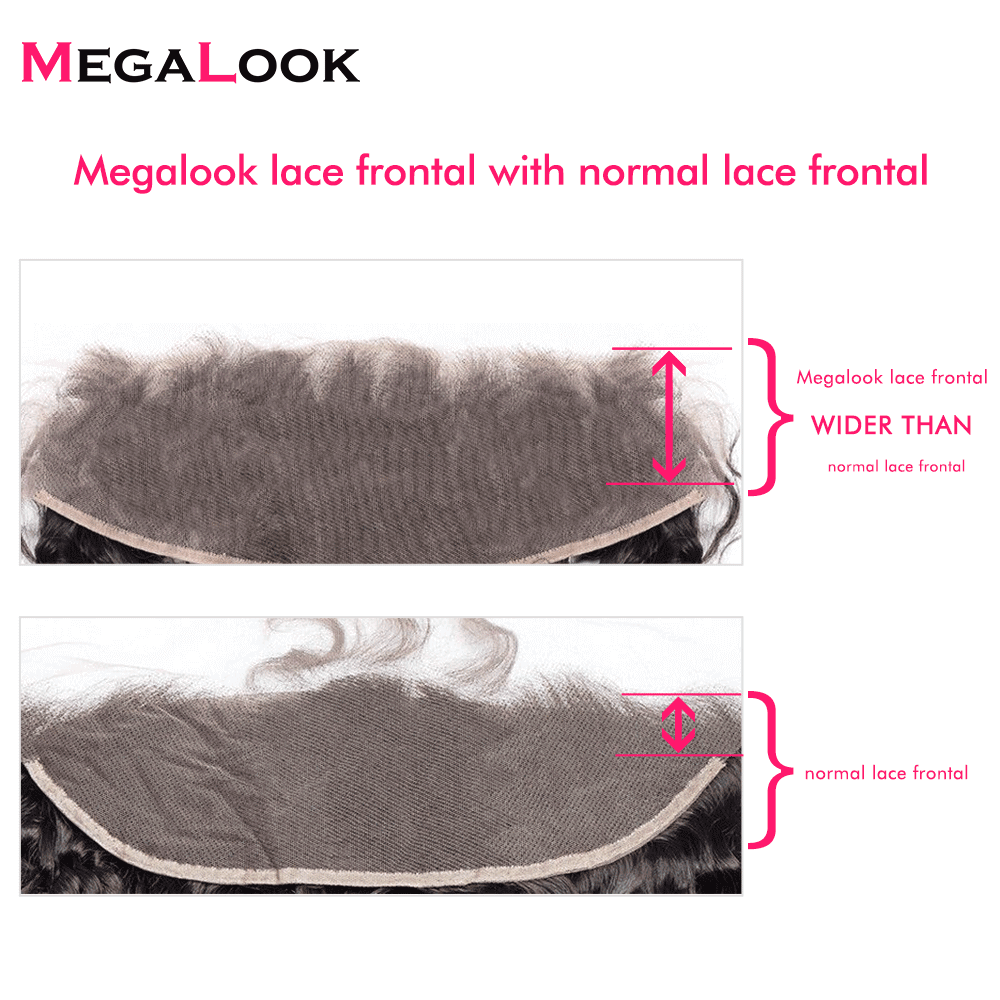 MEGALOOK
Megalook lace frontal with normal lace frontal
Megalook lace frontal
WIDER THAN
normal lace frontal
normal lace frontal